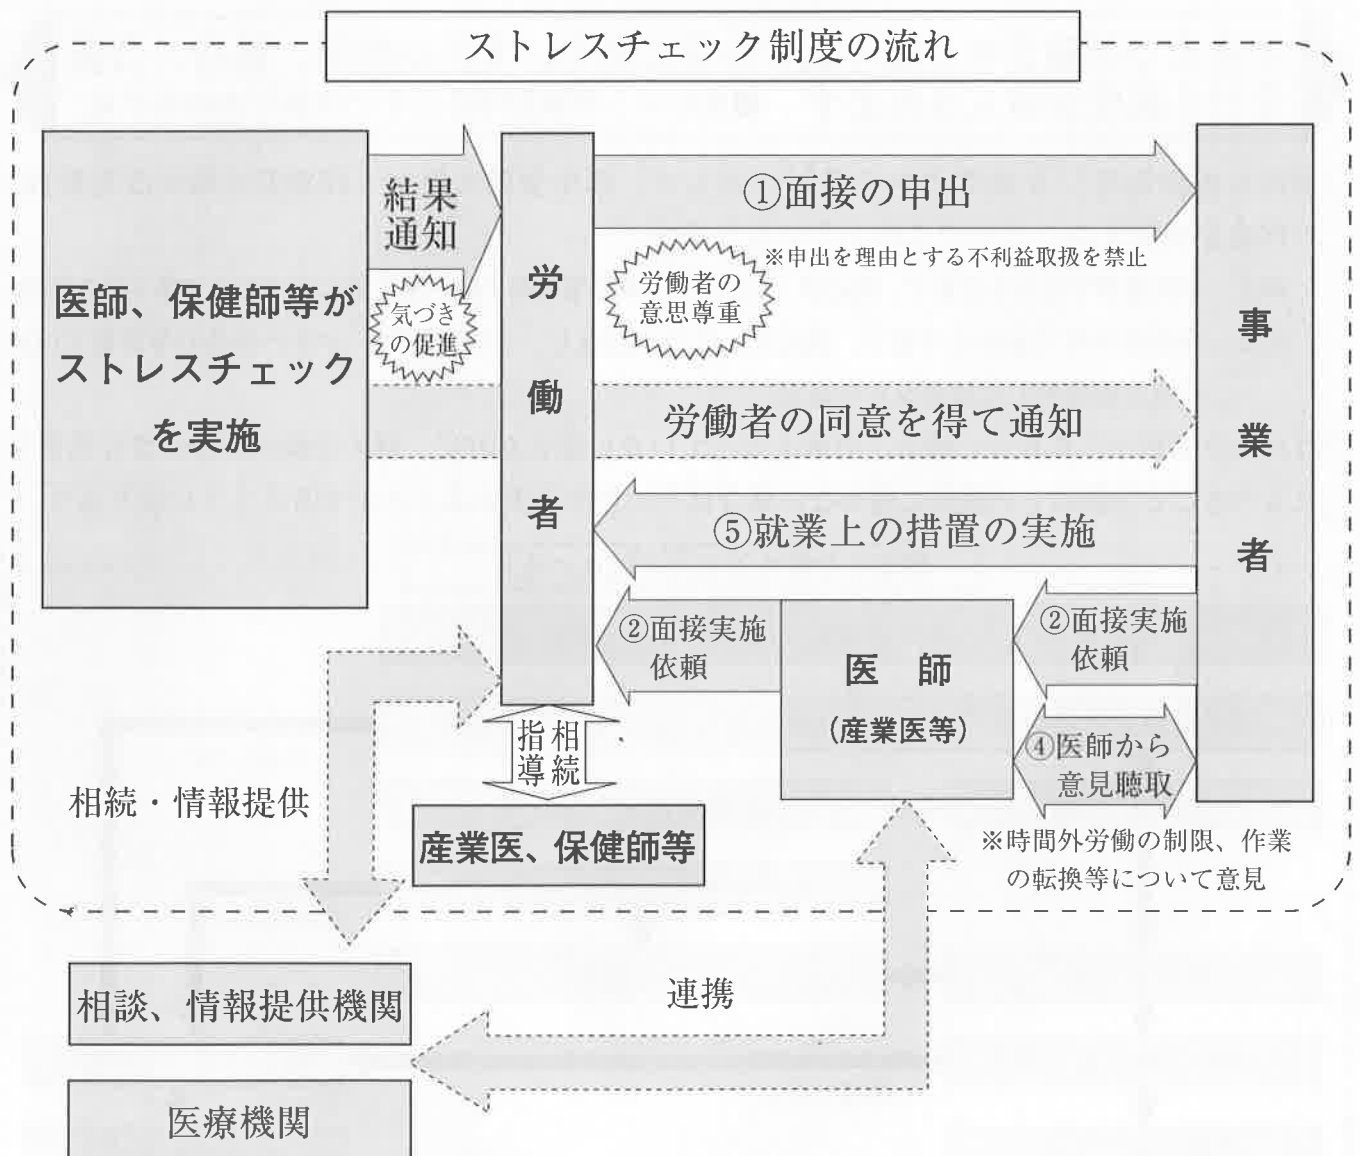 ストレスチェック制度の流れ
医師、保健師等が
ストレスチェック
を実施
結果
通知
気づき
の促進
労働者
①面接の申出
※申出を理由とする不利益取扱を禁止
労働者の
意思尊重
労働者の同意を得て通知
⑤就業上の措置の実施
事業者
②面接実施
依頼
医 師
(産業医等)
②面接実施
依頼
④医師から
意見聴取
※時間外労働の制限、作業
の転換等について意見
相続
指導
産業医、保健師等
相続・情報提供
連携
相談、情報提供機関
医療機関